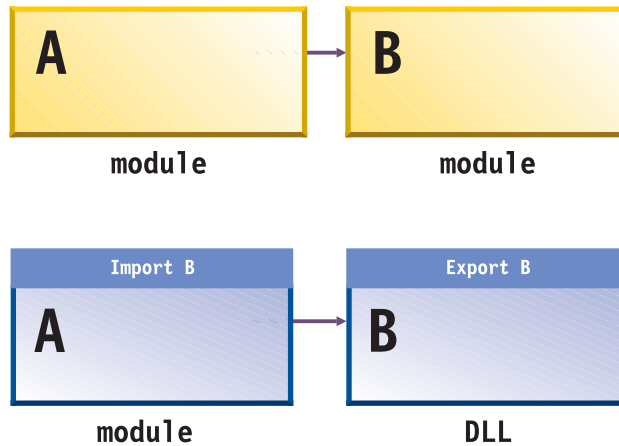 A
B
module
module
Import B
Export B
A
B
module
DLL